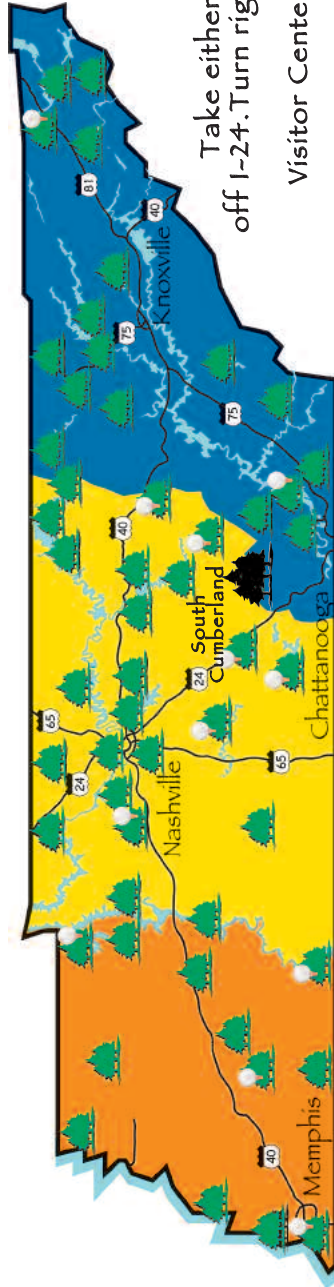 Take either
off I-24. Turn rig
Visitor Cente
81
40
Knoxville
75
75
40
South
Cumberland
24
65
24
Nashville
65
Chattanooga
40
Memphis